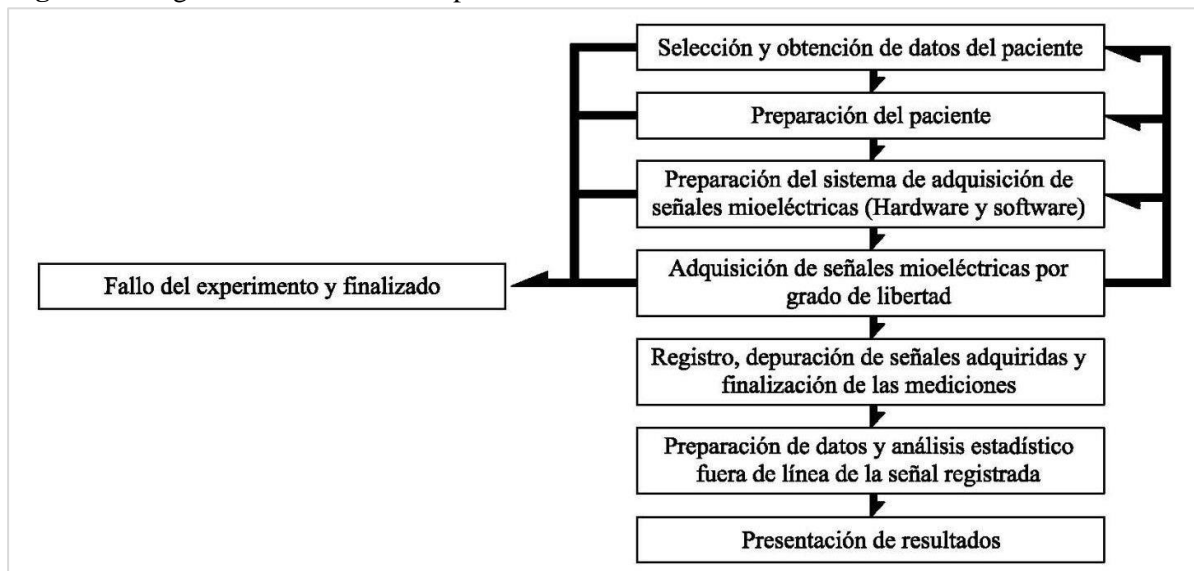 Selección y obtención de datos del paciente
Preparación del paciente
Preparación del sistema de adquisición de
señales mioeléctricas (Hardware y software)
Adquisición de señales mioeléctricas por
grado de libertad
Fallo del experimento y finalizado
Registro, depuración de señales adquiridas y
finalización de las mediciones
Preparación de datos y análisis estadístico
fuera de línea de la señal registrada
Presentación de resultados